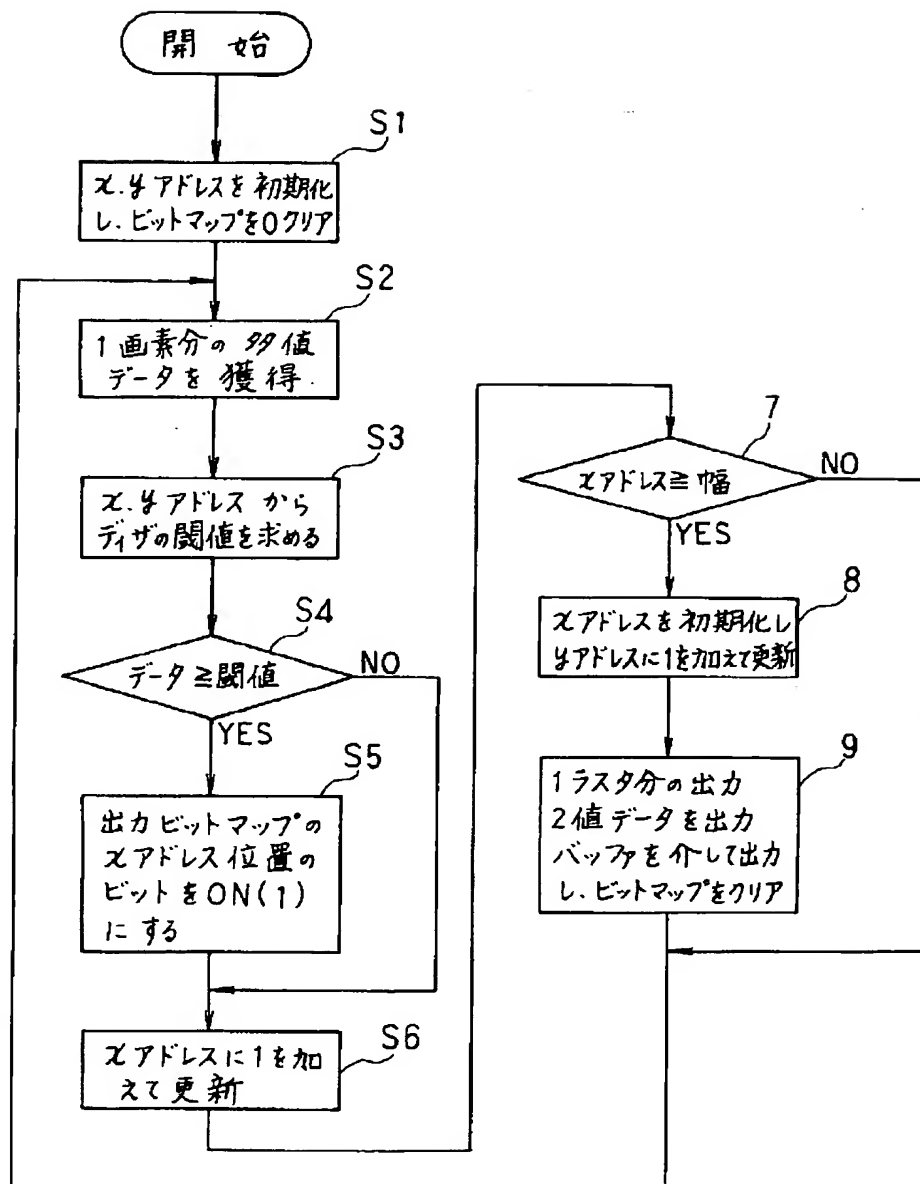 開 始
S1
x.yアドレスを初期化
し、ビットマップを0クリア
S2
1画素分の多値
データを獲得
S3
x.yアドレスから
ディザの閾値を求める
S4
データ≧閾値
NO
YES
S5
出力ビットマップの
xアドレス位置の
ビットをON(1)
にする
S6
xアドレスに1を加
えて更新
7
xアドレス≧幅
NO
YES
8
xアドレスを初期化し
yアドレスに1を加えて更新
9
1ラスタ分の出力
2値データを出力
バッファを介して出力
し、ビットマップをクリア